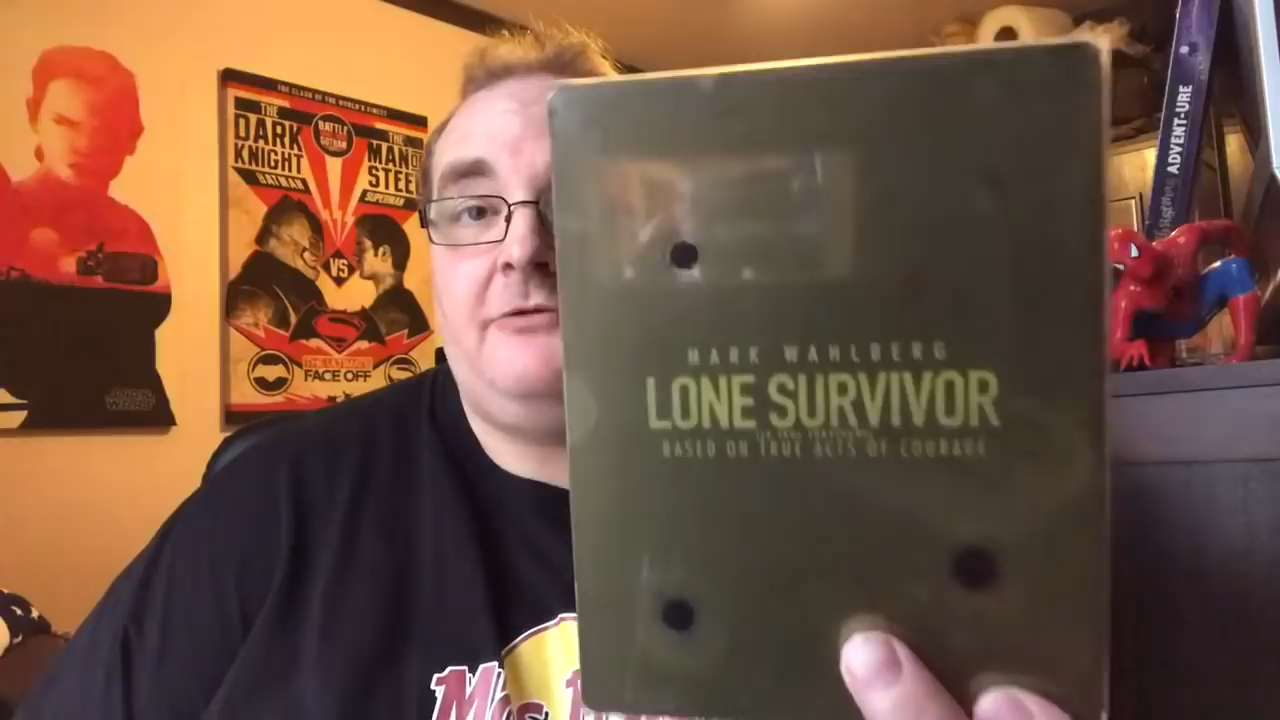 THE CLASH OF THE WORLD'S FINEST
THE
DARK
KNIGHT
BATMAN
BATTLE
GOTHAM
THE
MAN OF
STEEL
SUPERMAN
VS
THE ULTIMATE
FACE OFF
STAR
WARS
MARK WAHLBERG
LONE SURVIVOR
BASED ON TRUE ACTS OF COURAGE
ADVENT-URE
Mos